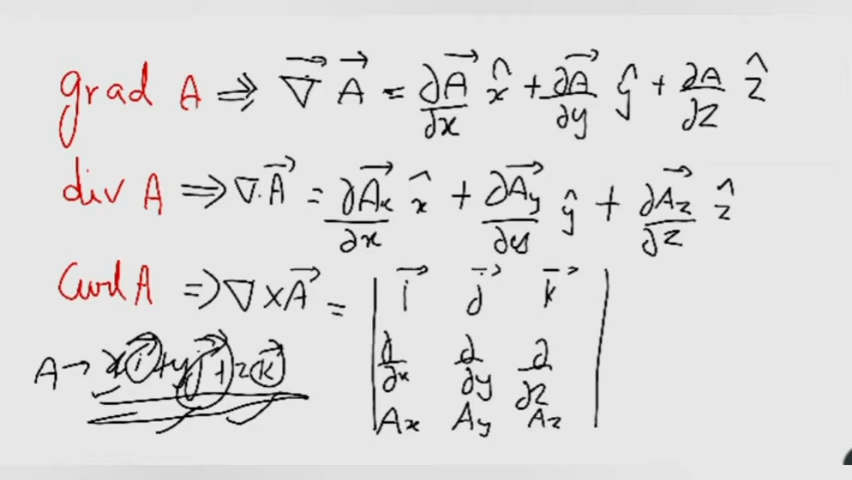 grad A ⇒ ∇⃗ A⃗ = ∂A⃗/∂x x̂ + ∂A⃗/∂y ŷ + ∂A/∂z ẑ
div A ⇒ ∇·A⃗ = ∂A⃗x/∂x x̂ + ∂A⃗y/∂y ŷ + ∂A⃗z/∂z ẑ
Curl A ⇒ ∇×A⃗ = | i⃗ j⃗ k⃗ |
∂/∂x ∂/∂y ∂/∂z
Ax Ay Az
A → x i⃗ + y j⃗ + z k⃗